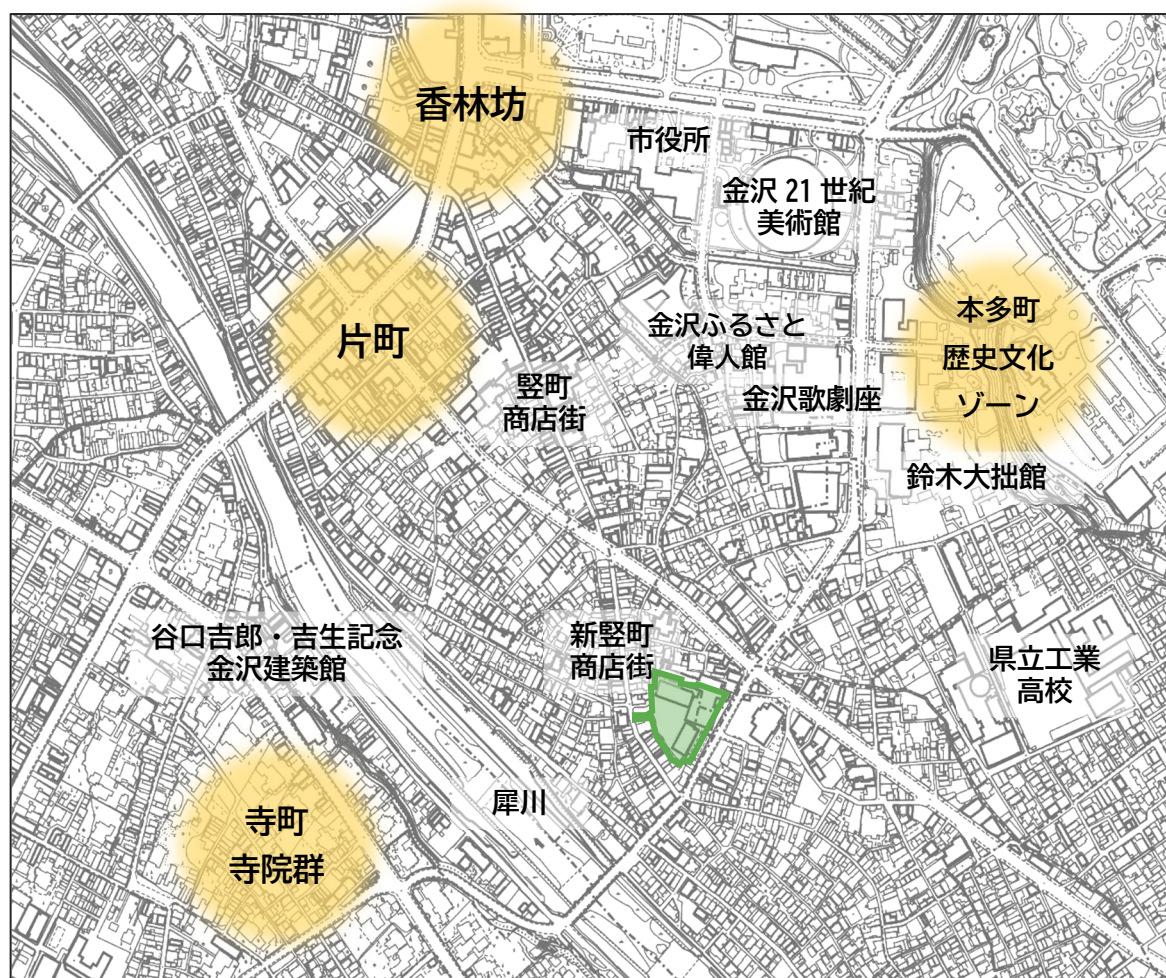 香林坊
市役所
金沢 21 世紀
美術館
片町
金沢ふるさと
偉人館
本多町
歴史文化
ゾーン
竪町
商店街
金沢歌劇座
鈴木大拙館
谷口吉郎・吉生記念
金沢建築館
新竪町
商店街
県立工業
高校
犀川
寺町
寺院群